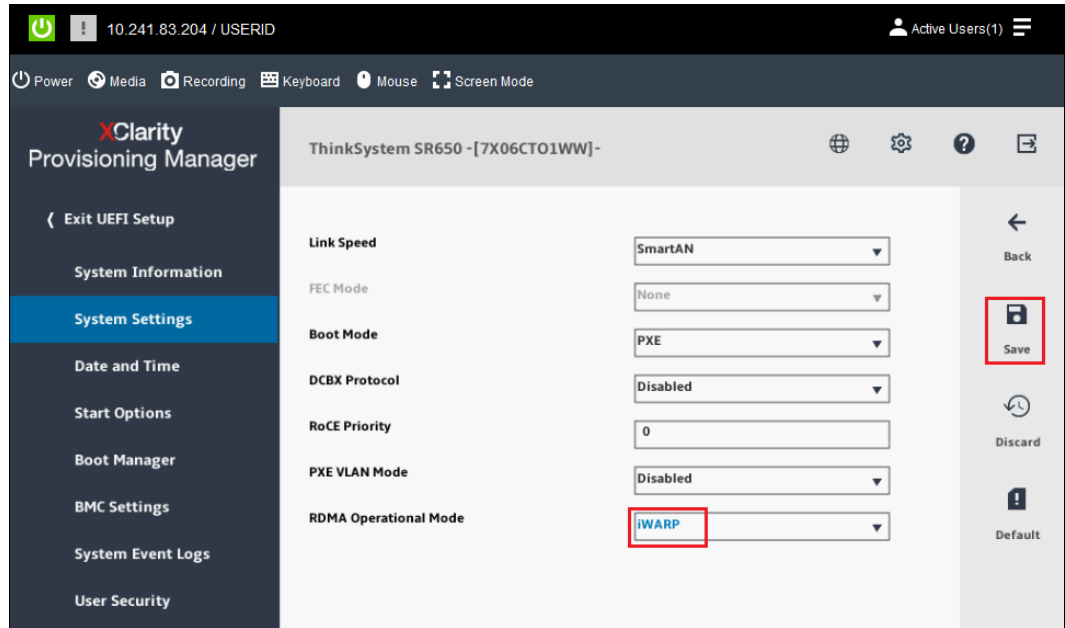 10.241.83.204 / USERID
Active Users(1)
Power Media Recording Keyboard Mouse Screen Mode
XClarity
Provisioning Manager
ThinkSystem SR650 -[7X06CTO1WW]-
Exit UEFI Setup
System Information
System Settings
Date and Time
Start Options
Boot Manager
BMC Settings
System Event Logs
User Security
Link Speed SmartAN
FEC Mode None
Boot Mode PXE
DCBX Protocol Disabled
RoCE Priority 0
PXE VLAN Mode Disabled
RDMA Operational Mode iWARP
Back
Save
Discard
Default